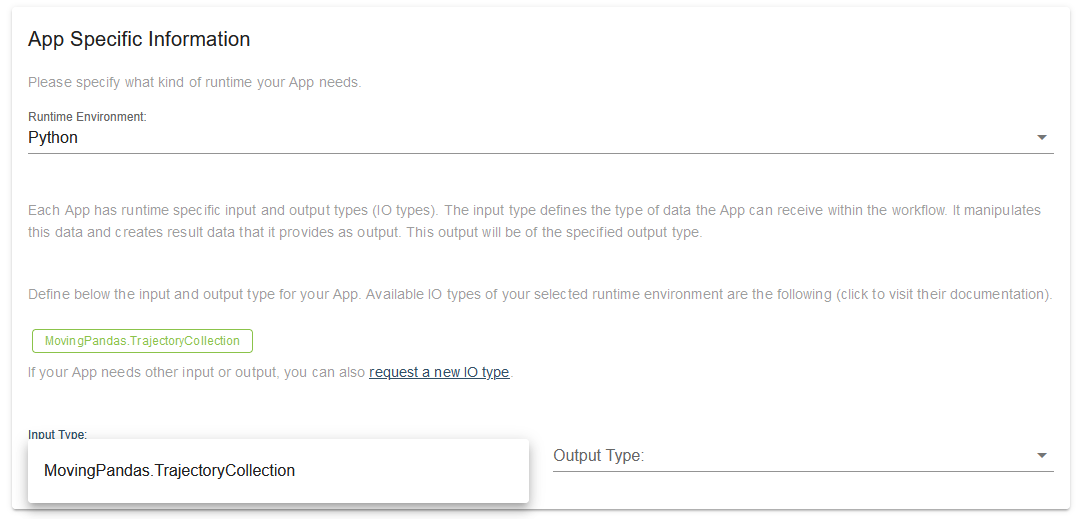 App Specific Information
Please specify what kind of runtime your App needs.
Runtime Environment:
Python
Each App has runtime specific input and output types (IO types). The input type defines the type of data the App can receive within the workflow. It manipulates
this data and creates result data that it provides as output. This output will be of the specified output type.
Define below the input and output type for your App. Available IO types of your selected runtime environment are the following (click to visit their documentation).
MovingPandas.TrajectoryCollection
If your App needs other input or output, you can also request a new IO type.
Input Type:
MovingPandas.TrajectoryCollection
Output Type: